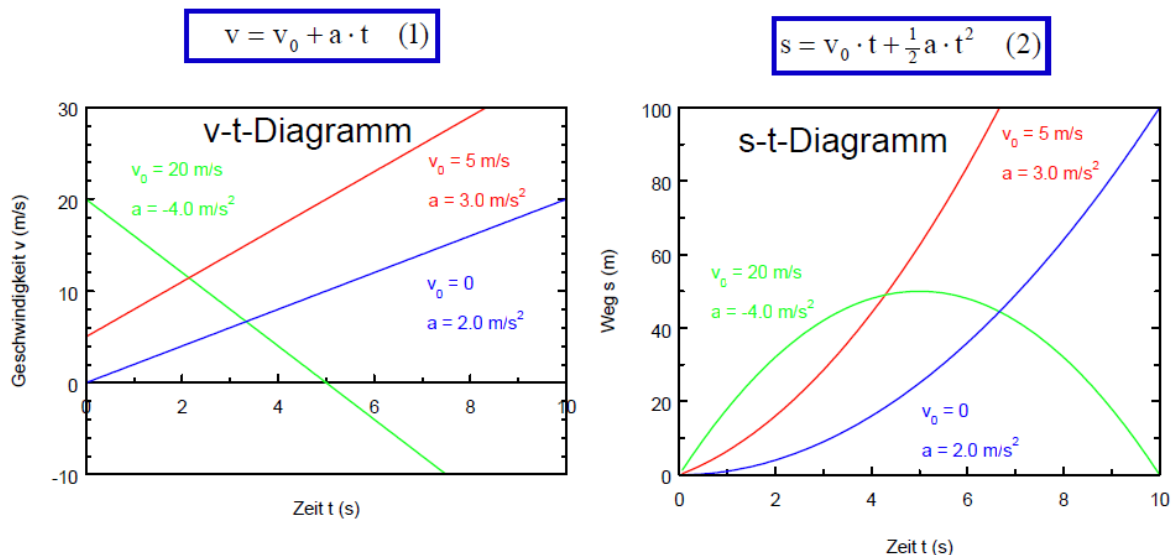 v = v₀ + a · t (1)
s = v₀ · t + ½ a · t² (2)
v-t-Diagramm
Geschwindigkeit v (m/s)
30
20
10
0
-10
v₀ = 20 m/s
a = -4.0 m/s²
v₀ = 5 m/s
a = 3.0 m/s²
v₀ = 0
a = 2.0 m/s²
0 2 4 6 8 10
Zeit t (s)
s-t-Diagramm
Weg s (m)
100
80
60
40
20
0
v₀ = 5 m/s
a = 3.0 m/s²
v₀ = 20 m/s
a = -4.0 m/s²
v₀ = 0
a = 2.0 m/s²
0 2 4 6 8 10
Zeit t (s)